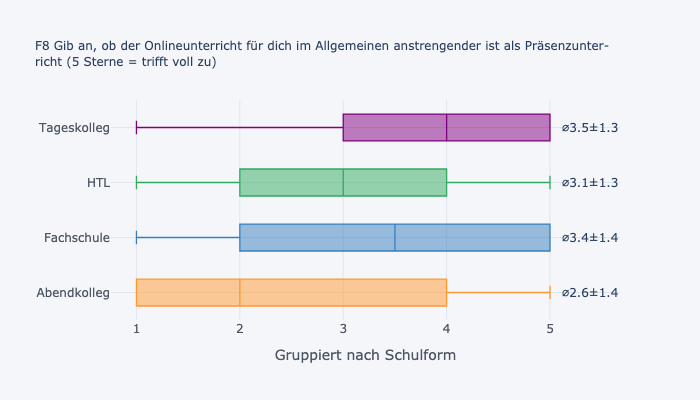 F8 Gib an, ob der Onlineunterricht für dich im Allgemeinen anstrengender ist als Präsenzunter-
richt (5 Sterne = trifft voll zu)
Tageskolleg
⌀3.5±1.3
HTL
⌀3.1±1.3
Fachschule
⌀3.4±1.4
Abendkolleg
⌀2.6±1.4
1 2 3 4 5
Gruppiert nach Schulform